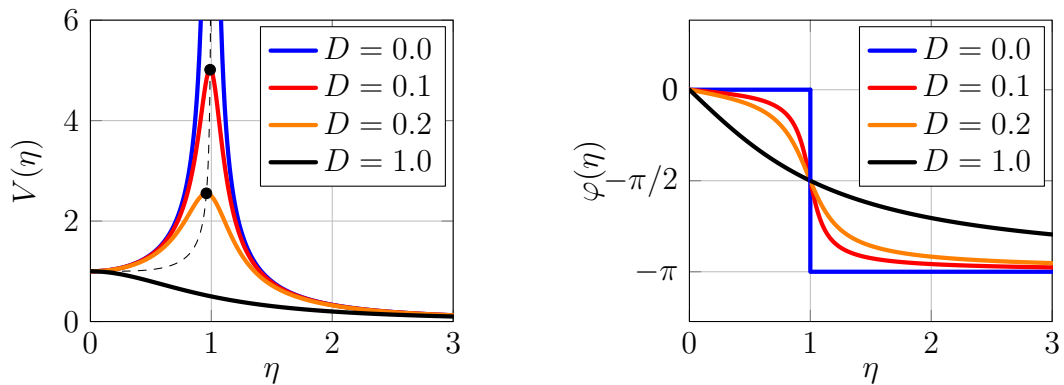 V(η)
6
4
2
0
0
1
2
3
η
D = 0.0
D = 0.1
D = 0.2
D = 1.0
φ(η)
0
−π/2
−π
0
1
2
3
η
D = 0.0
D = 0.1
D = 0.2
D = 1.0